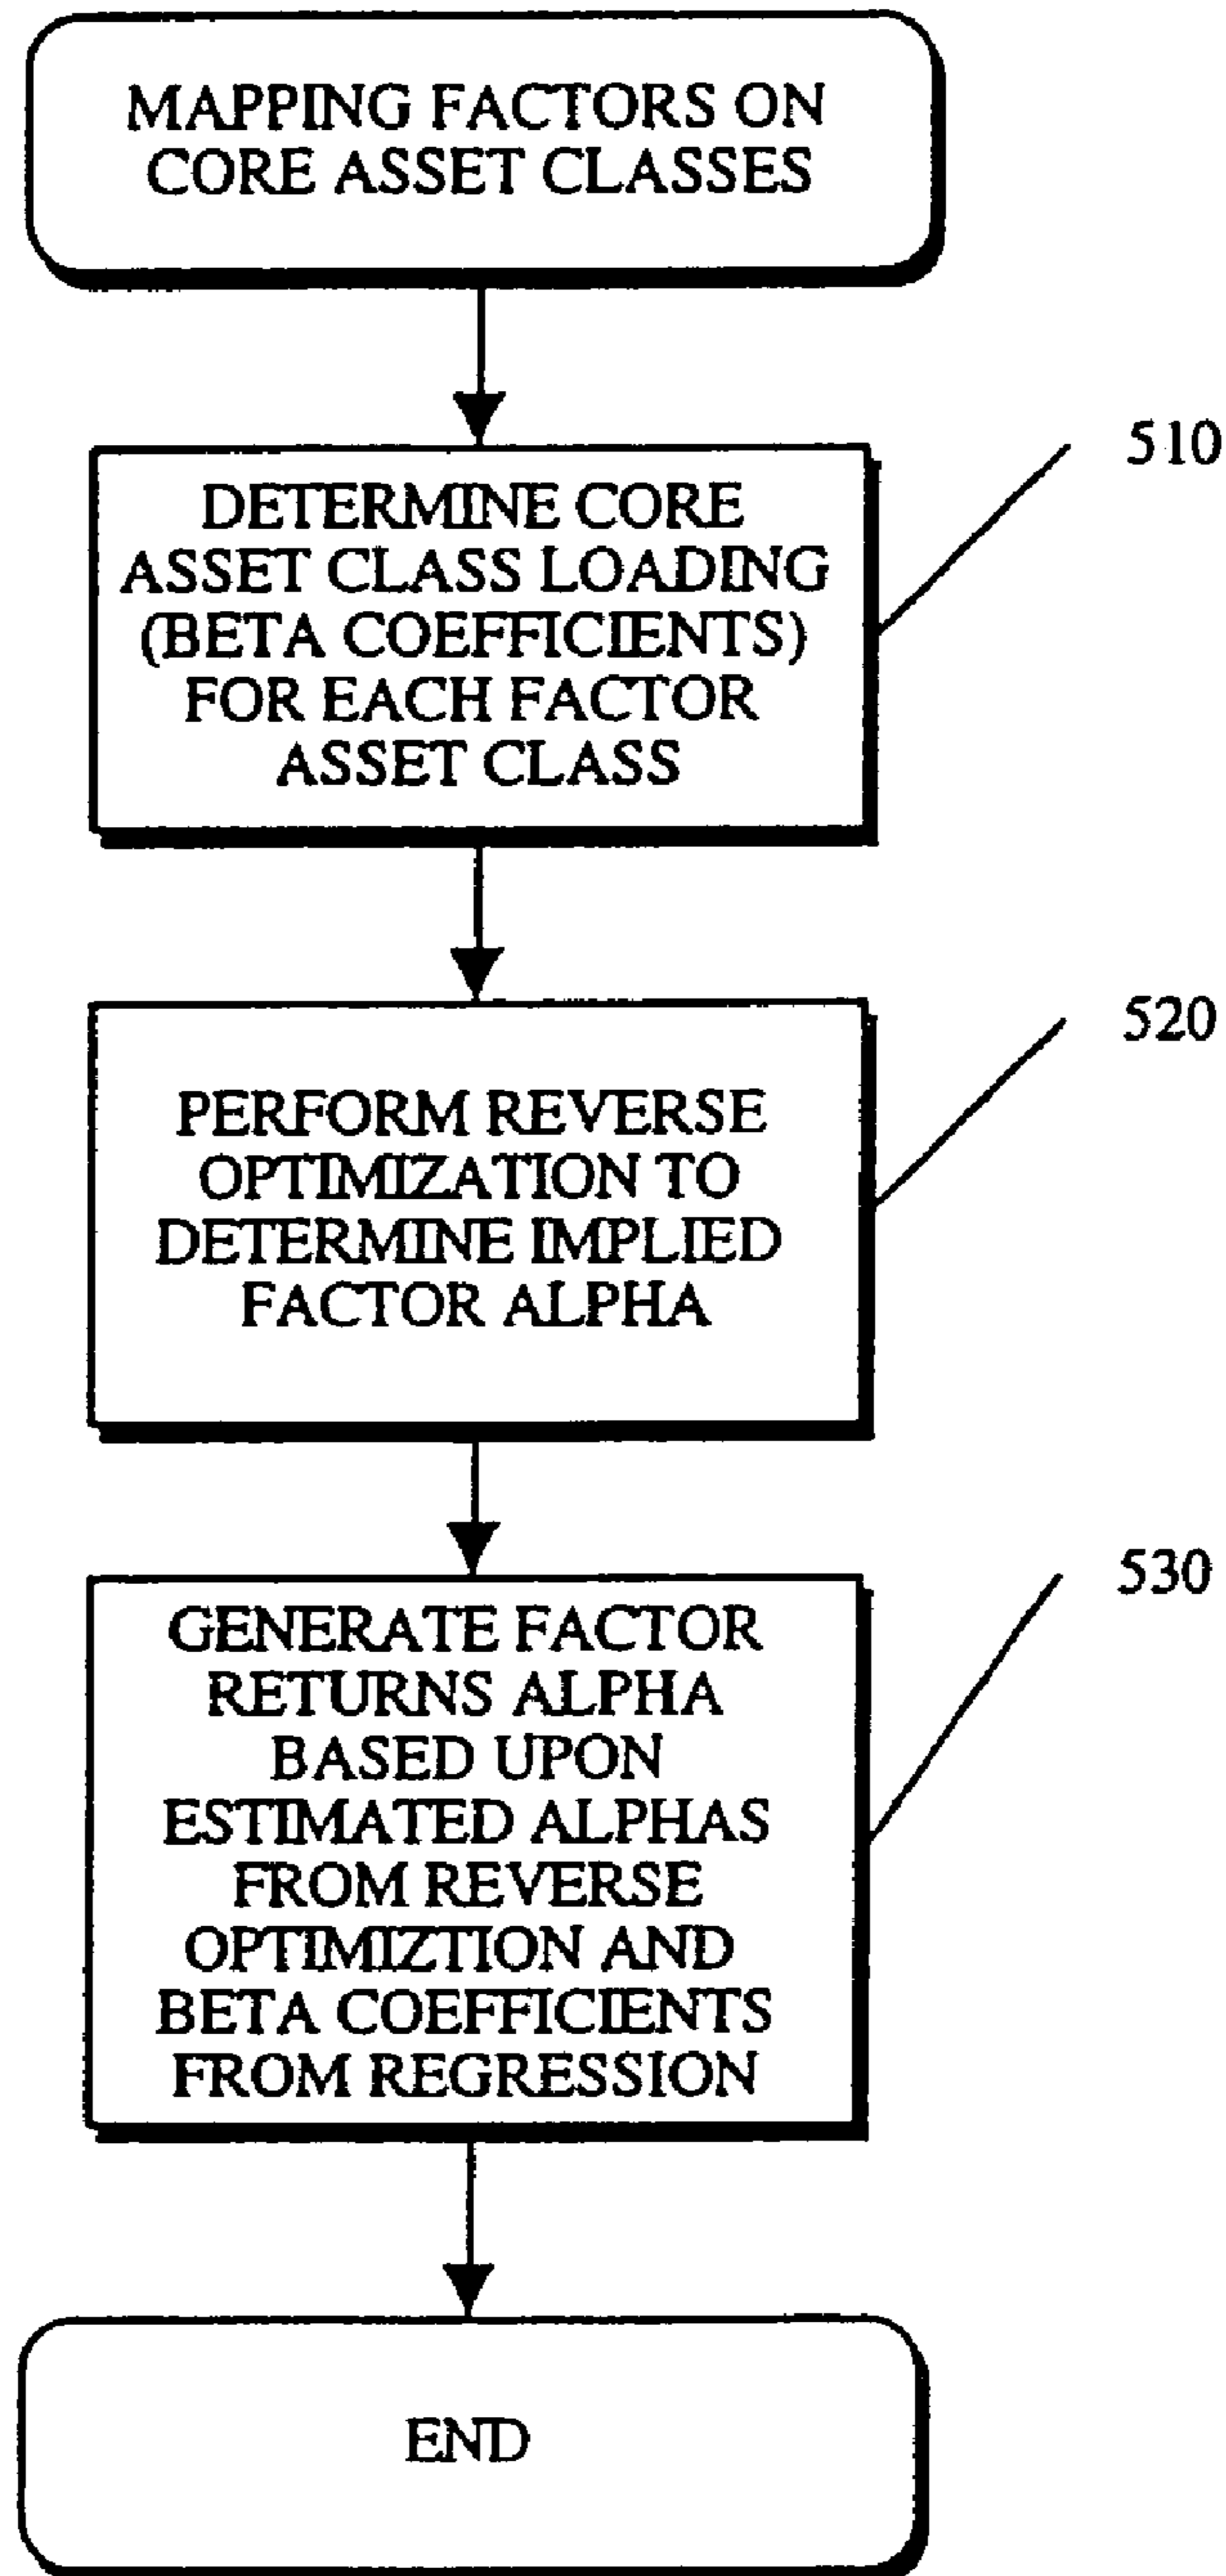 MAPPING FACTORS ON
CORE ASSET CLASSES
510
DETERMINE CORE
ASSET CLASS LOADING
(BETA COEFFICIENTS)
FOR EACH FACTOR
ASSET CLASS
520
PERFORM REVERSE
OPTIMIZATION TO
DETERMINE IMPLIED
FACTOR ALPHA
530
GENERATE FACTOR
RETURNS ALPHA
BASED UPON
ESTIMATED ALPHAS
FROM REVERSE
OPTIMIZTION AND
BETA COEFFICIENTS
FROM REGRESSION
END